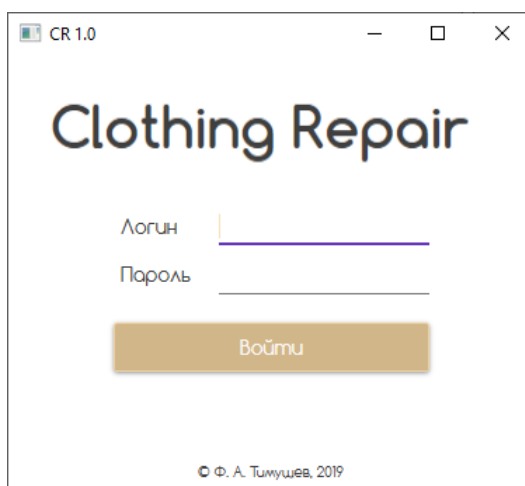 CR 1.0
Clothing Repair
Логин
Пароль
Войти
© Ф. А. Тимушев, 2019